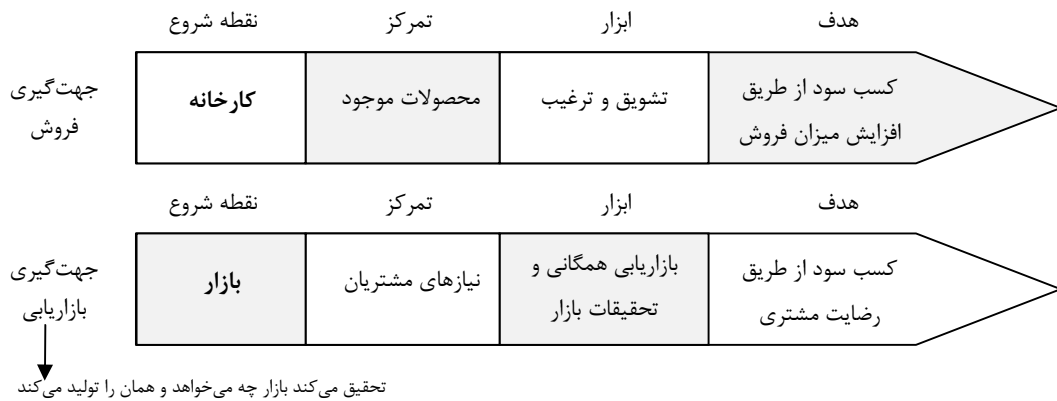 نقطه شروع
تمرکز
ابزار
هدف
جهت‌گیری
فروش
کارخانه
محصولات موجود
تشویق و ترغیب
کسب سود از طریق
افزایش میزان فروش
نقطه شروع
تمرکز
ابزار
هدف
جهت‌گیری
بازاریابی
بازار
نیازهای مشتریان
بازاریابی همگانی و
تحقیقات بازار
کسب سود از طریق
رضایت مشتری
تحقیق می‌کند بازار چه می‌خواهد و همان را تولید می‌کند